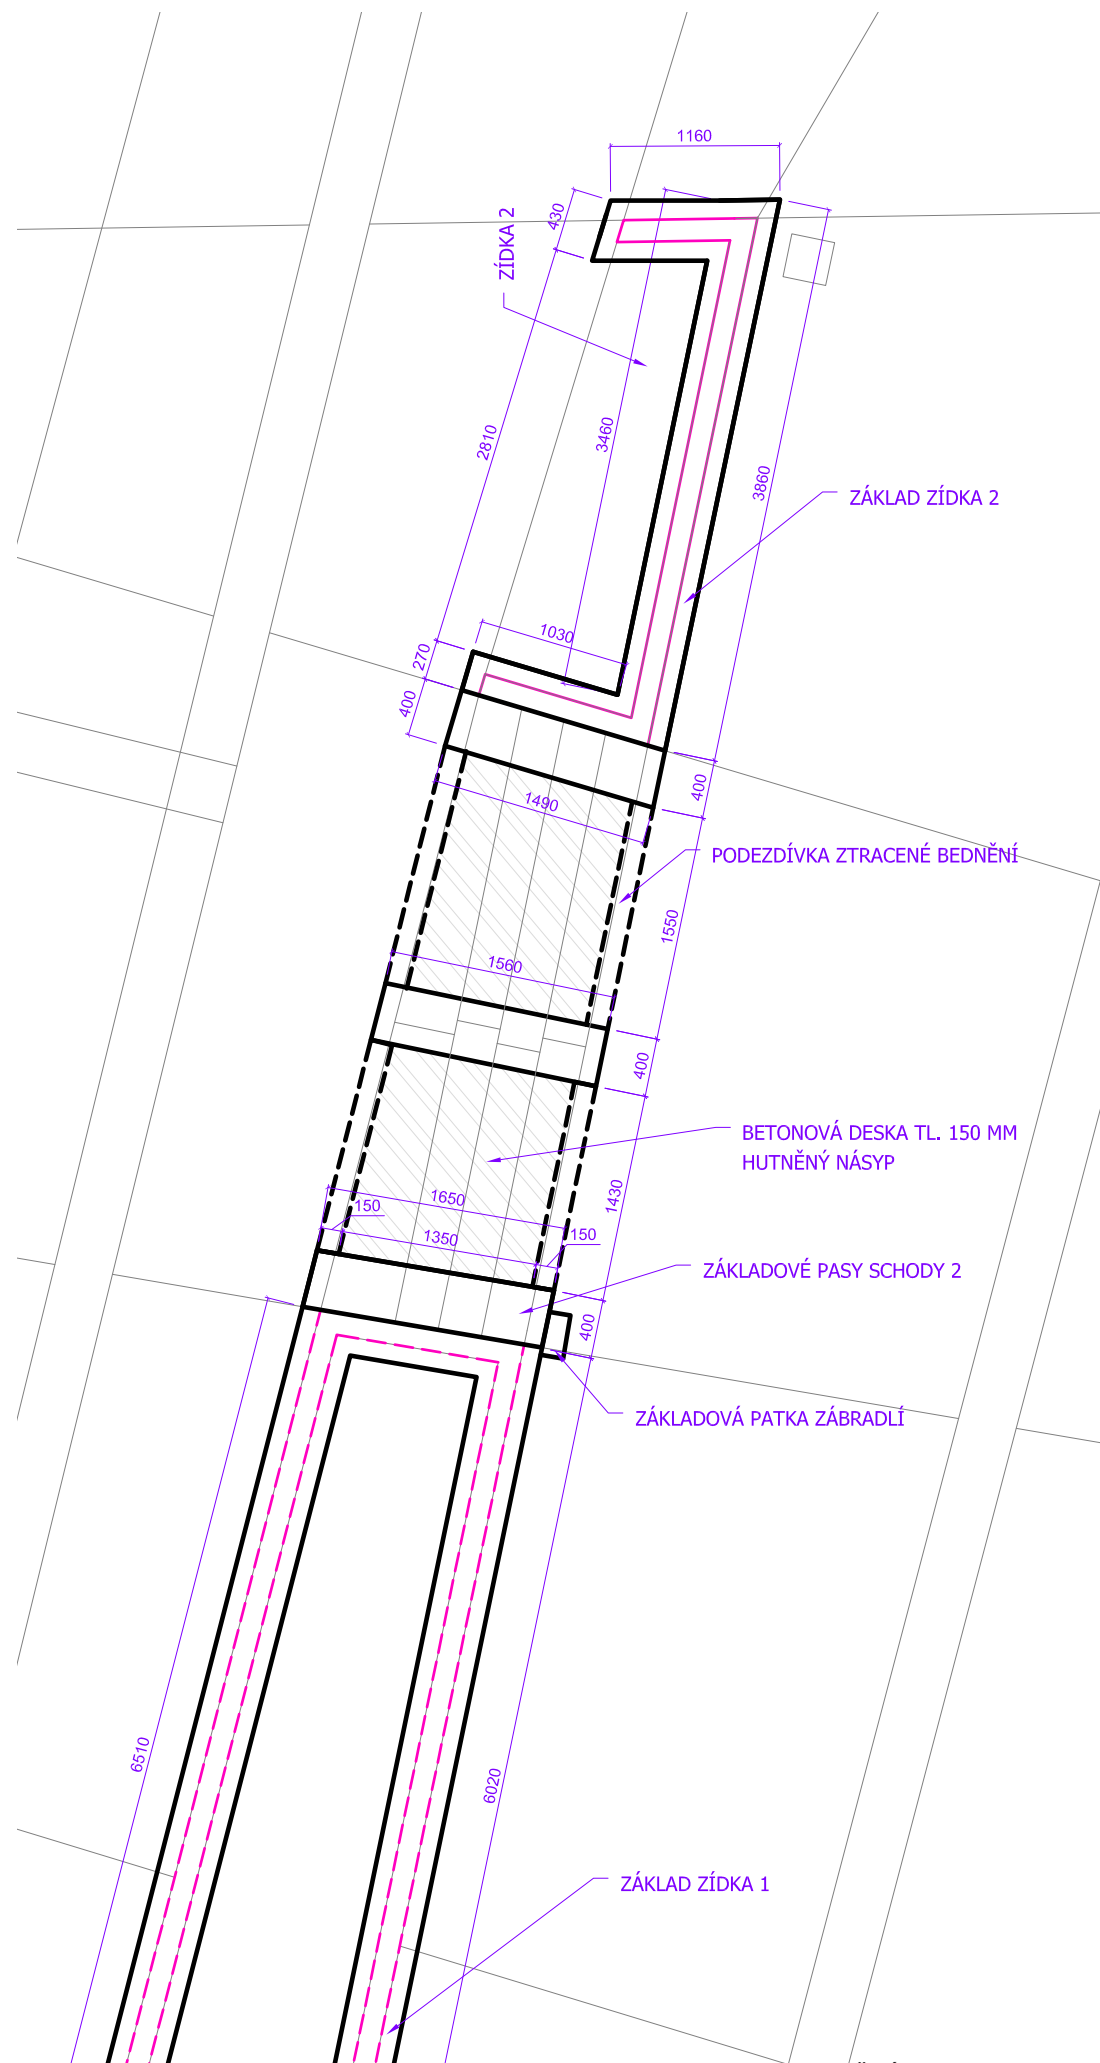 1160
430
ZÍDKA 2
2810
3460
3860
ZÁKLAD ZÍDKA 2
1030
270
400
400
1490
PODEZDÍVKA ZTRACENÉ BEDNĚNÍ
1550
1560
400
BETONOVÁ DESKA TL. 150 MM
HUTNĚNÝ NÁSYP
1430
1650
150
1350
150
ZÁKLADOVÉ PASY SCHODY 2
400
ZÁKLADOVÁ PATKA ZÁBRADLÍ
6510
6020
ZÁKLAD ZÍDKA 1